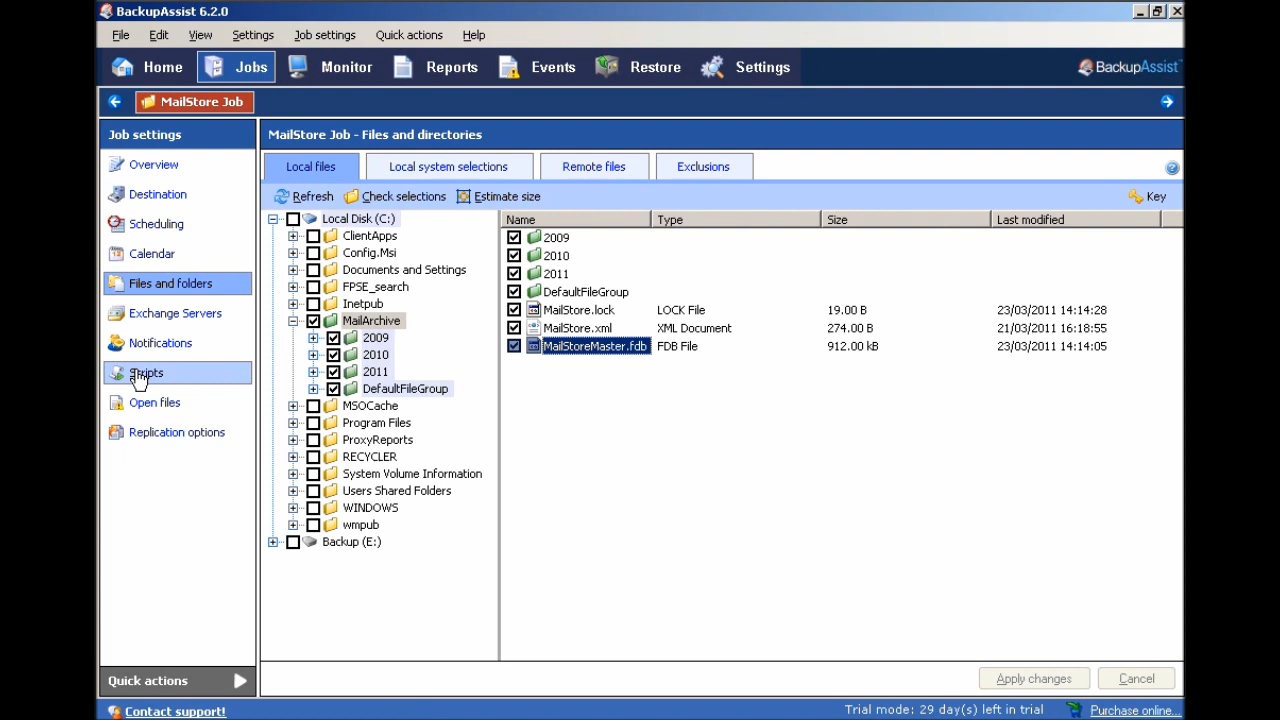 BackupAssist 6.2.0
File Edit View Settings Job settings Quick actions Help
Home Jobs Monitor Reports Events Restore Settings BackupAssist
MailStore Job
Job settings
Overview
Destination
Scheduling
Calendar
Files and folders
Exchange Servers
Notifications
Scripts
Open files
Replication options
Quick actions
MailStore Job - Files and directories
Local files Local system selections Remote files Exclusions
Refresh Check selections Estimate size Key
Local Disk (C:)
ClientApps
Config.Msi
Documents and Settings
FPSE_search
Inetpub
MailArchive
2009
2010
2011
DefaultFileGroup
MSOCache
Program Files
ProxyReports
RECYCLER
System Volume Information
Users Shared Folders
WINDOWS
wmpub
Backup (E:)
Name Type Size Last modified
2009
2010
2011
DefaultFileGroup
MailStore.lock LOCK File 19.00 B 23/03/2011 14:14:28
MailStore.xml XML Document 274.00 B 21/03/2011 16:18:55
MailStoreMaster.fdb FDB File 912.00 kB 23/03/2011 14:14:05
Apply changes Cancel
Contact support! Trial mode: 29 day(s) left in trial Purchase online...